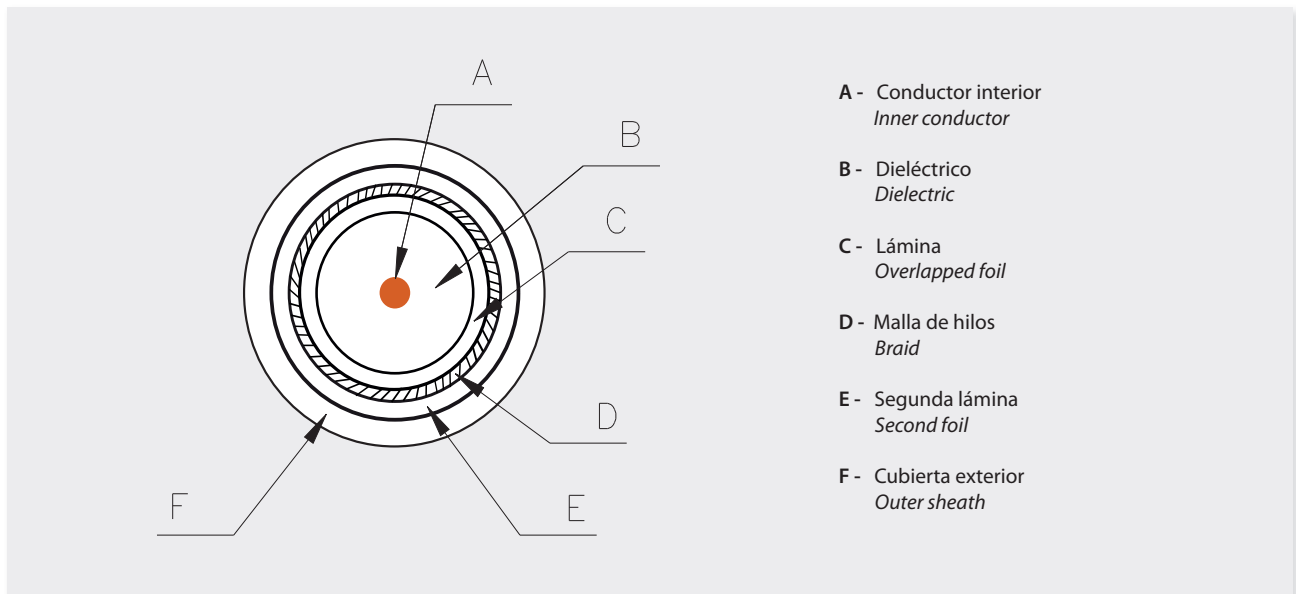 A
B
C
D
E
F
A - Conductor interior
Inner conductor
B - Dieléctrico
Dielectric
C - Lámina
Overlapped foil
D - Malla de hilos
Braid
E - Segunda lámina
Second foil
F - Cubierta exterior
Outer sheath